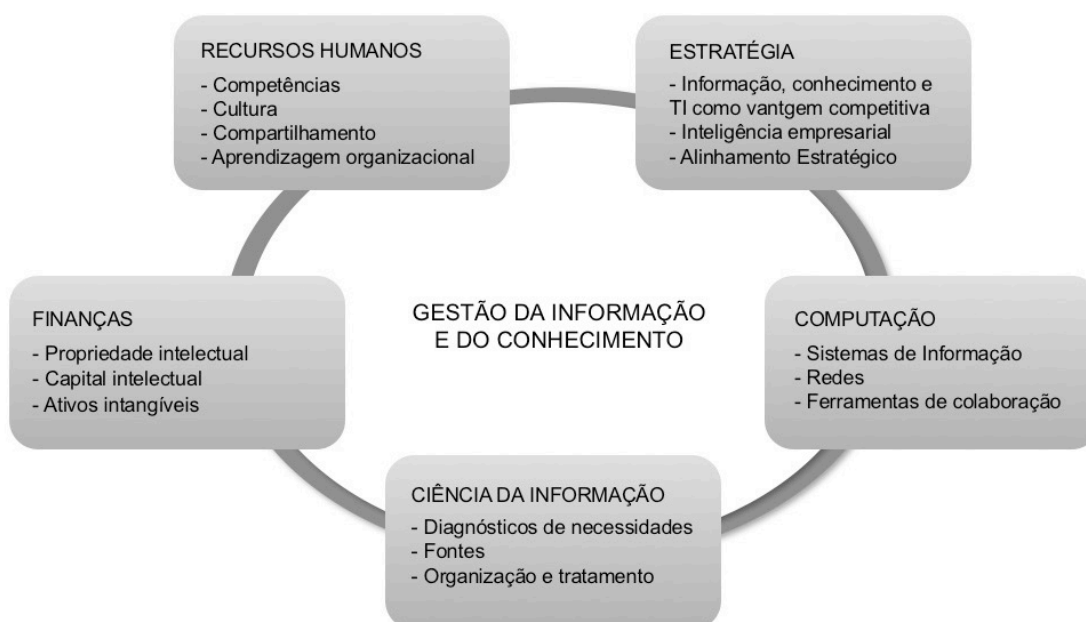 RECURSOS HUMANOS
- Competências
- Cultura
- Compartilhamento
- Aprendizagem organizacional
ESTRATÉGIA
- Informação, conhecimento e
TI como vantgem competitiva
- Inteligência empresarial
- Alinhamento Estratégico
FINANÇAS
- Propriedade intelectual
- Capital intelectual
- Ativos intangíveis
GESTÃO DA INFORMAÇÃO
E DO CONHECIMENTO
COMPUTAÇÃO
- Sistemas de Informação
- Redes
- Ferramentas de colaboração
CIÊNCIA DA INFORMAÇÃO
- Diagnósticos de necessidades
- Fontes
- Organização e tratamento